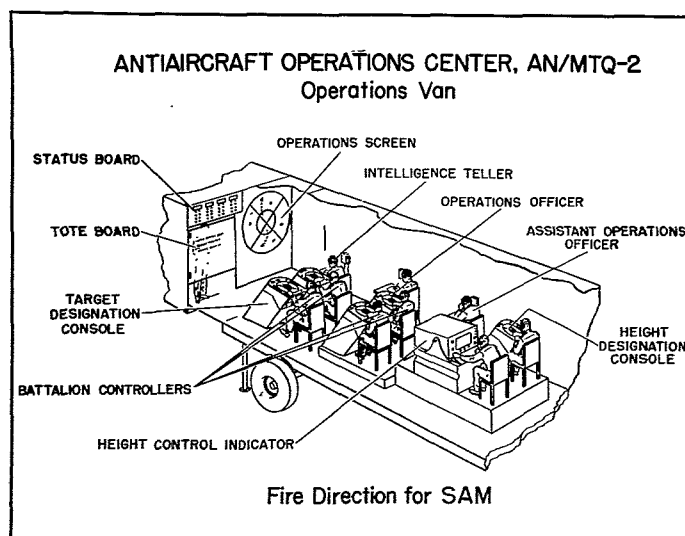 ANTIAIRCRAFT OPERATIONS CENTER, AN/MTQ-2
Operations Van
OPERATIONS SCREEN
STATUS BOARD
INTELLIGENCE TELLER
OPERATIONS OFFICER
TOTE BOARD
ASSISTANT OPERATIONS
OFFICER
TARGET
DESIGNATION
CONSOLE
HEIGHT
DESIGNATION
CONSOLE
BATTALION CONTROLLERS
HEIGHT CONTROL INDICATOR
Fire Direction for SAM